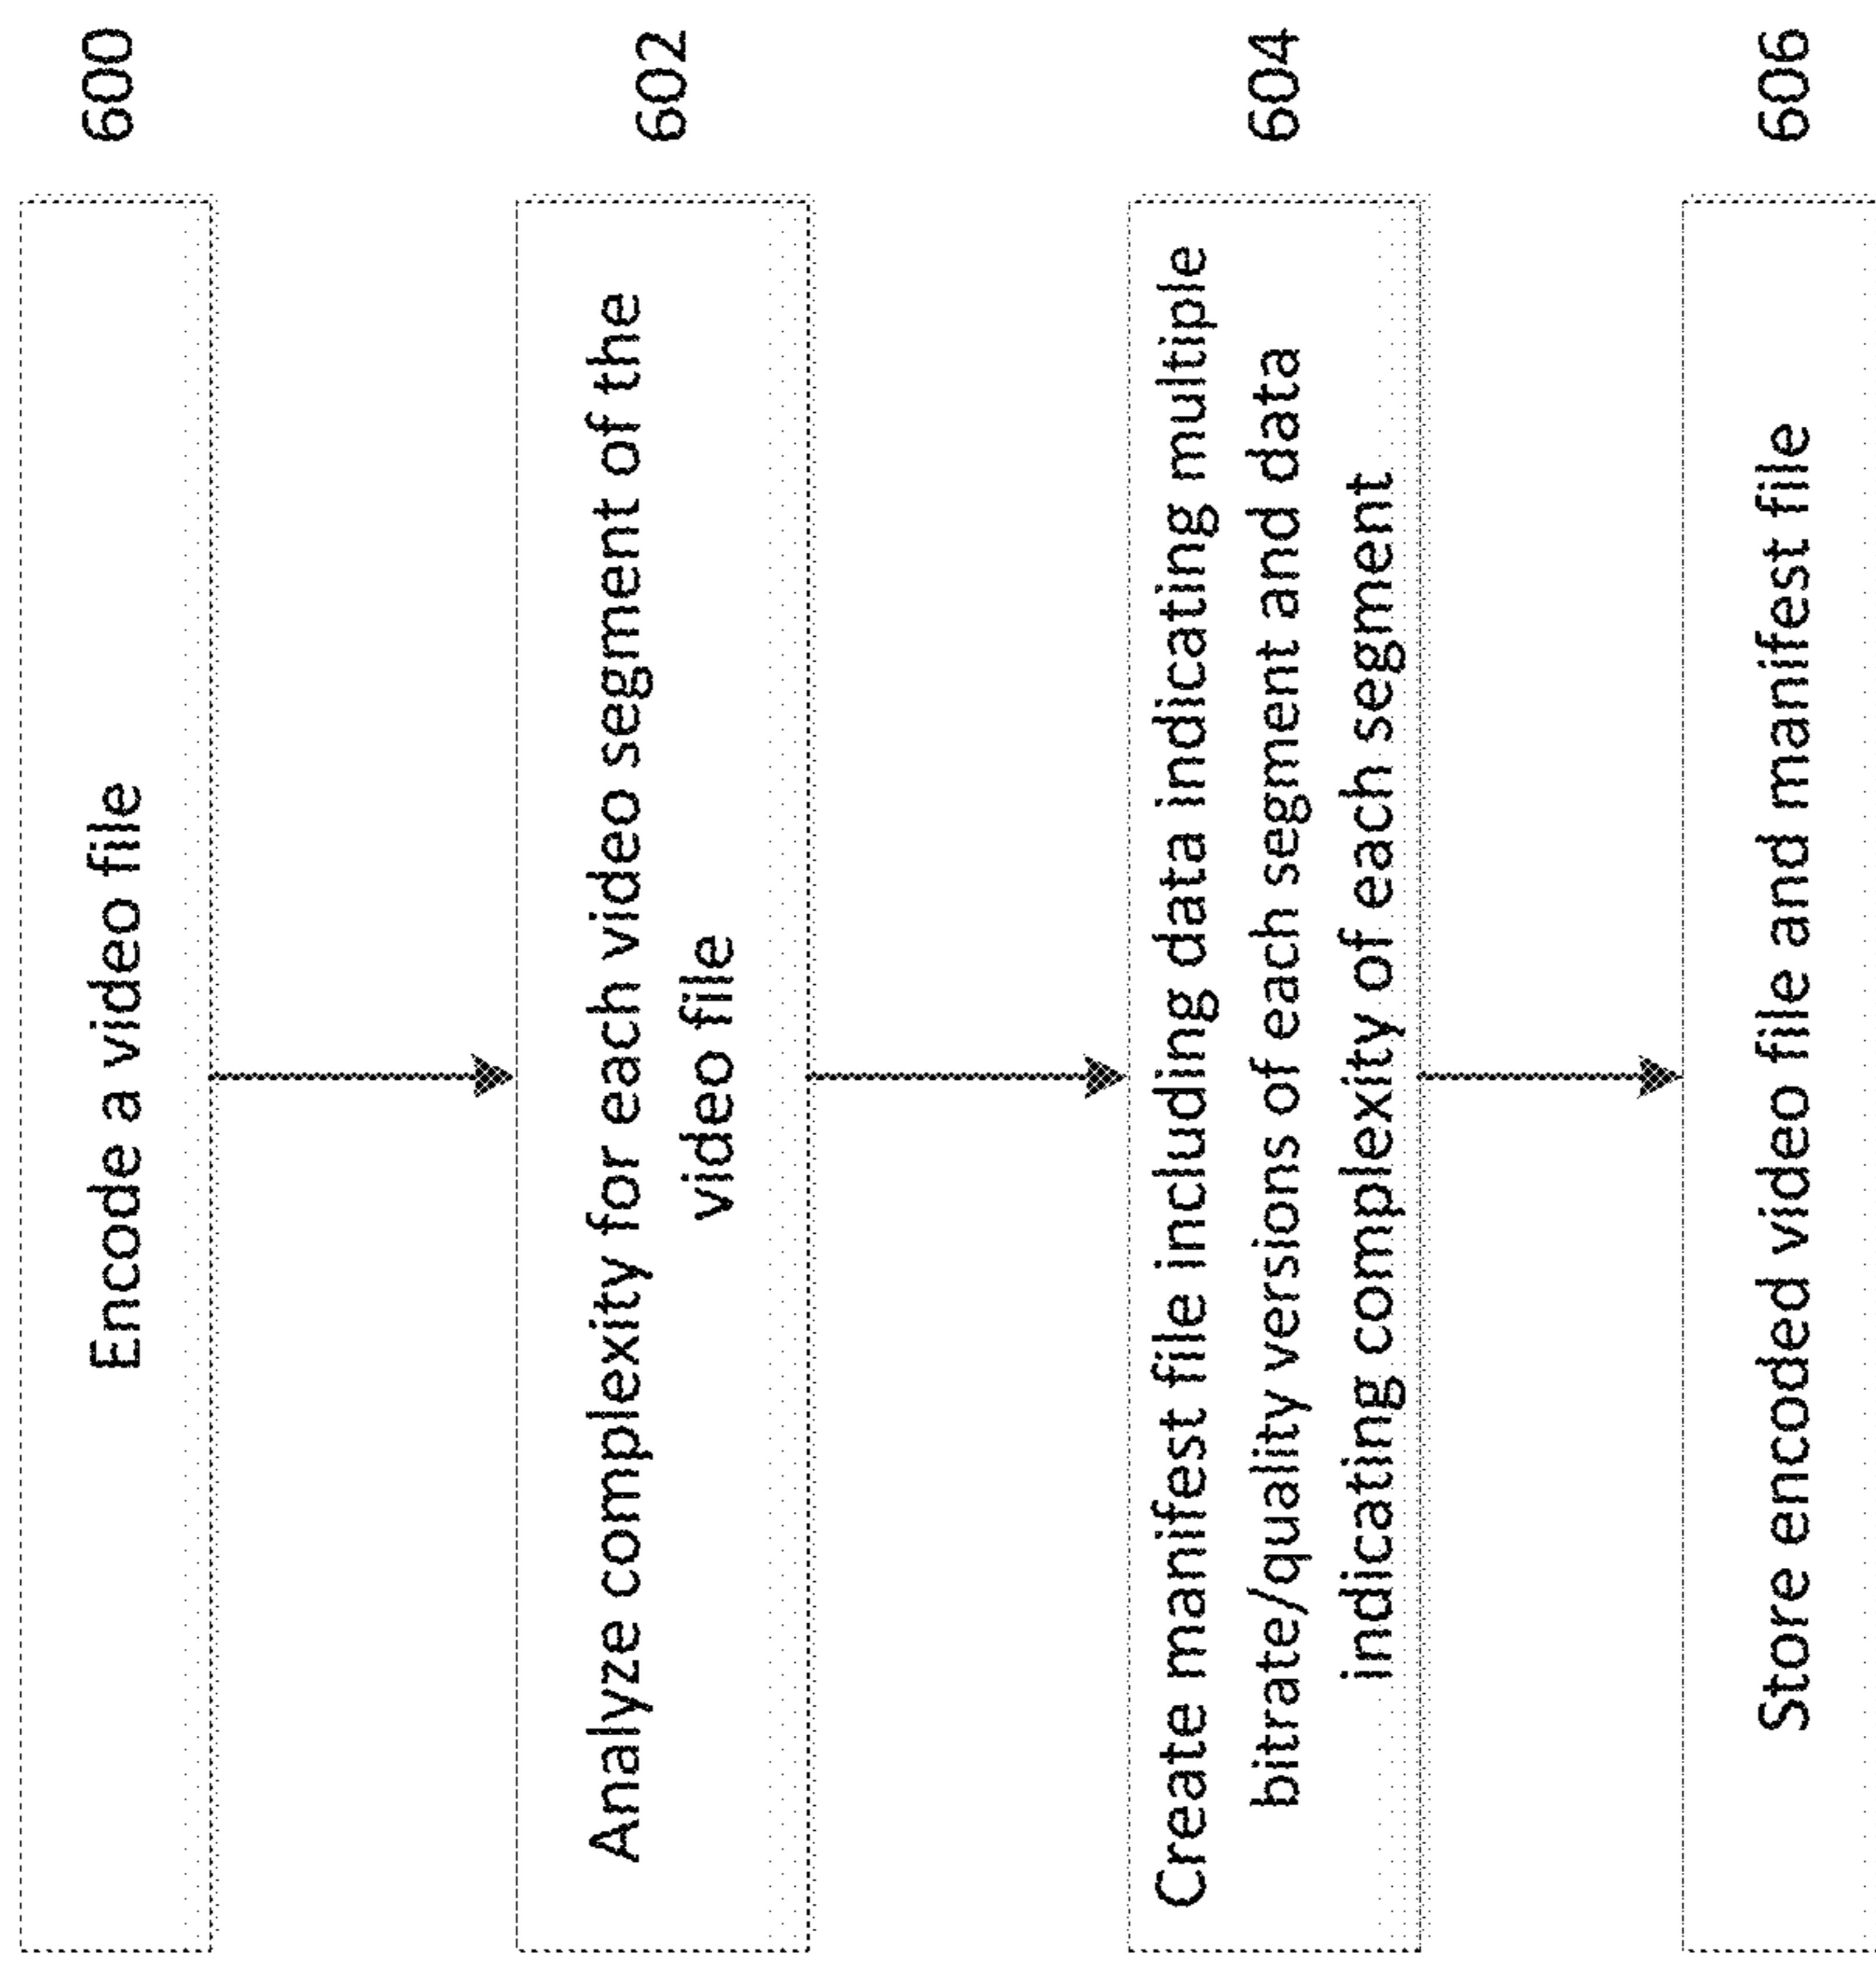 Encode a video file
600
Analyze complexity for each video segment of the
video file
602
Create manifest file including data indicating multiple
bitrate/quality versions of each segment and data
indicating complexity of each segment
604
Store encoded video file and manifest file
606